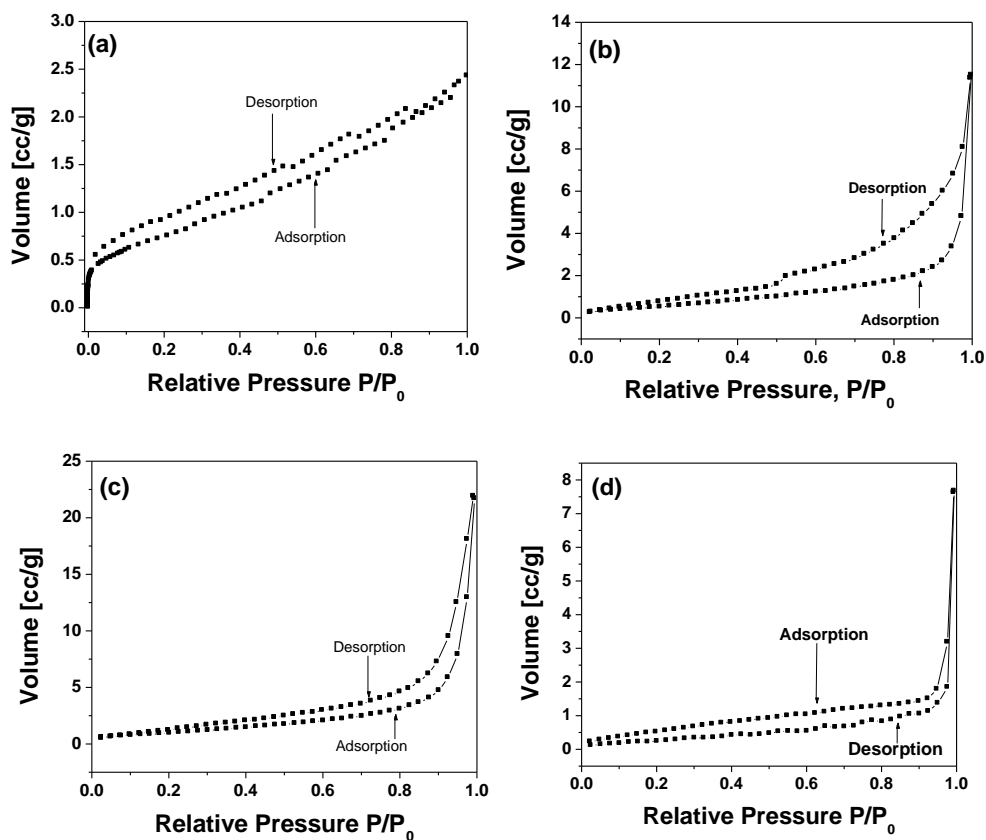 (a)
3.0
2.5
2.0
1.5
1.0
0.5
0.0
Volume [cc/g]
Desorption
Adsorption
0.0 0.2 0.4 0.6 0.8 1.0
Relative Pressure P/P0
(b)
14
12
10
8
6
4
2
0
Volume [cc/g]
Desorption
Adsorption
0.0 0.2 0.4 0.6 0.8 1.0
Relative Pressure, P/P0
(c)
25
20
15
10
5
0
Volume [cc/g]
Desorption
Adsorption
0.0 0.2 0.4 0.6 0.8 1.0
Relative Pressure P/P0
(d)
8
7
6
5
4
3
2
1
0
Volume [cc/g]
Adsorption
Desorption
0.0 0.2 0.4 0.6 0.8 1.0
Relative Pressure P/P0